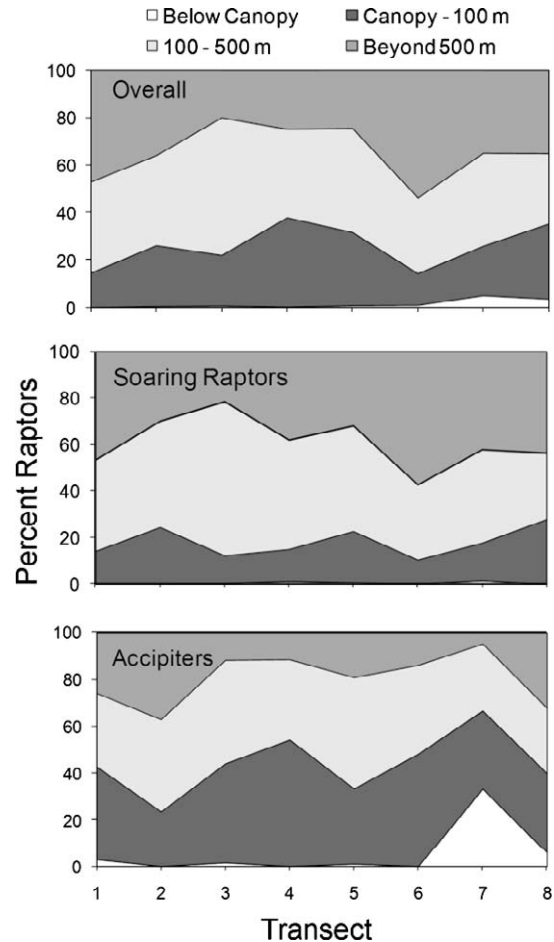 Below Canopy
Canopy - 100 m
100 - 500 m
Beyond 500 m
Percent Raptors
100
80
60
40
20
0
Overall
100
80
60
40
20
0
Soaring Raptors
100
80
60
40
20
0
Accipiters
1 2 3 4 5 6 7 8
Transect